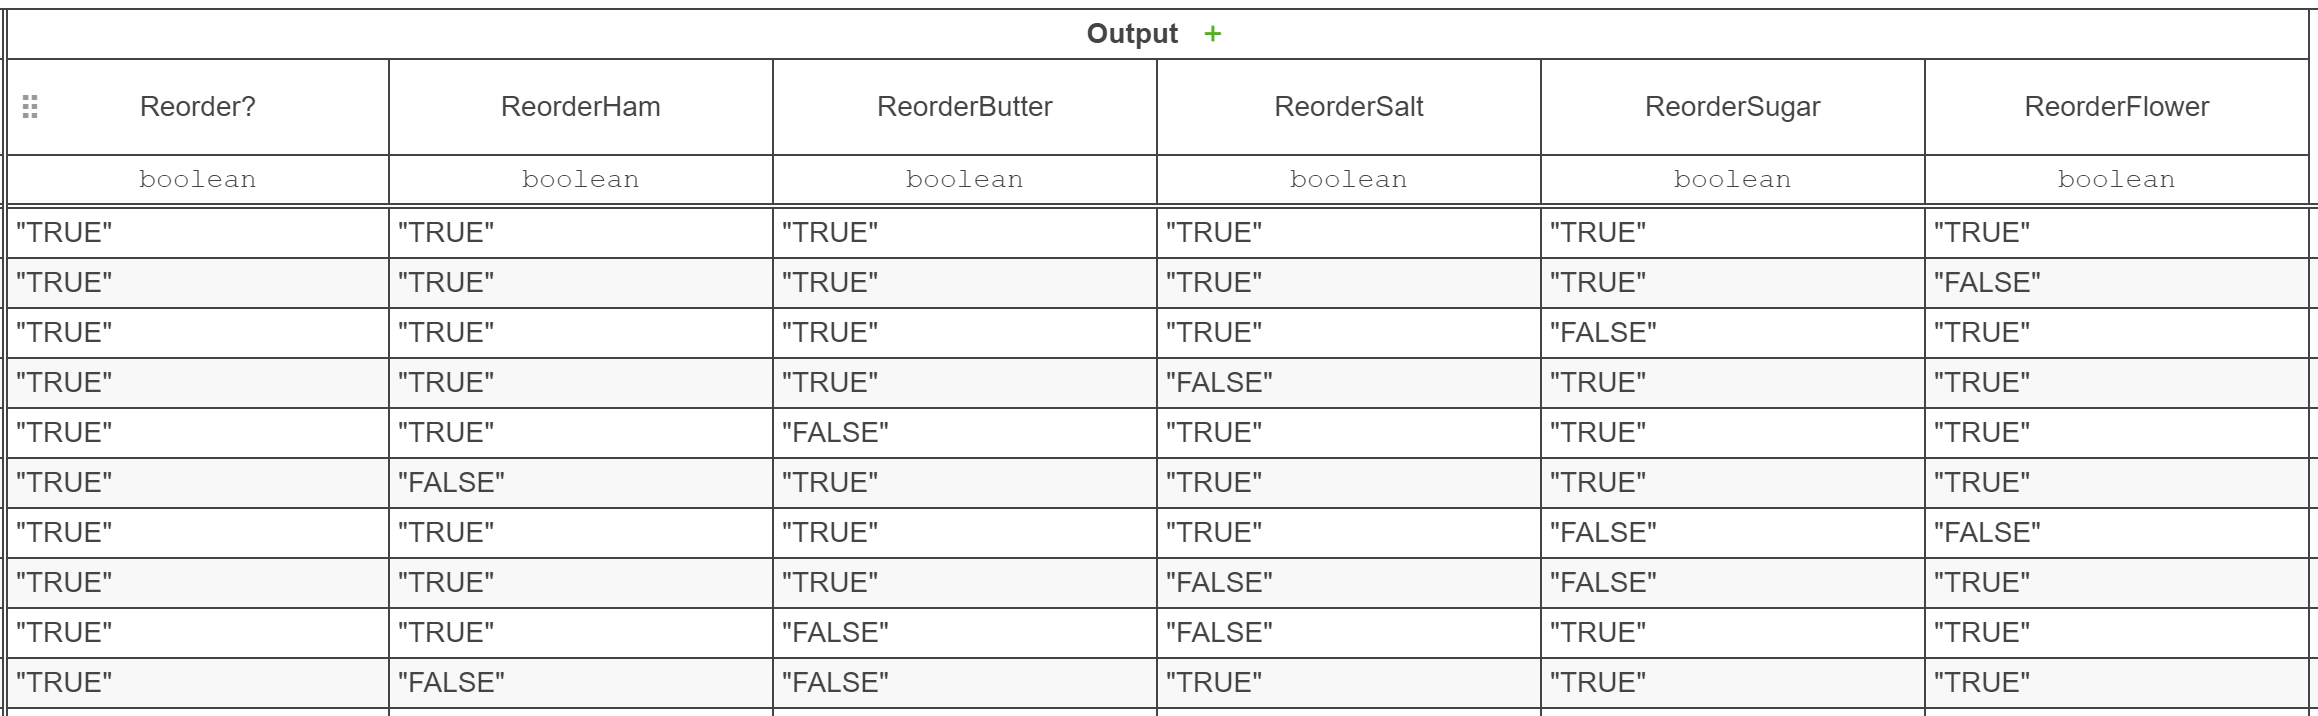 Output +
Reorder? ReorderHam ReorderButter ReorderSalt ReorderSugar ReorderFlower
boolean boolean boolean boolean boolean boolean
"TRUE" "TRUE" "TRUE" "TRUE" "TRUE" "TRUE"
"TRUE" "TRUE" "TRUE" "TRUE" "TRUE" "FALSE"
"TRUE" "TRUE" "TRUE" "TRUE" "FALSE" "TRUE"
"TRUE" "TRUE" "TRUE" "FALSE" "TRUE" "TRUE"
"TRUE" "TRUE" "FALSE" "TRUE" "TRUE" "TRUE"
"TRUE" "FALSE" "TRUE" "TRUE" "TRUE" "TRUE"
"TRUE" "TRUE" "TRUE" "TRUE" "FALSE" "FALSE"
"TRUE" "TRUE" "TRUE" "FALSE" "FALSE" "TRUE"
"TRUE" "TRUE" "FALSE" "FALSE" "TRUE" "TRUE"
"TRUE" "FALSE" "FALSE" "TRUE" "TRUE" "TRUE"